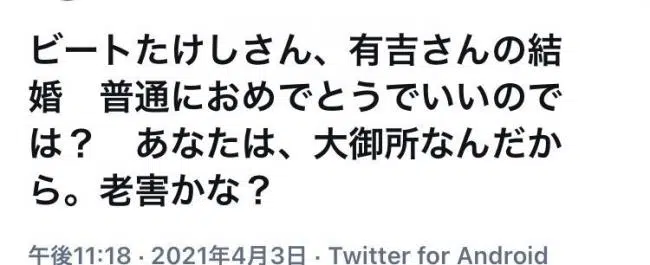 ビートたけしさん、有吉さんの結
婚　普通におめでとうでいいので
は？　あなたは、大御所なんだか
ら。老害かな？
午後11:18 · 2021年4月3日 · Twitter for Android